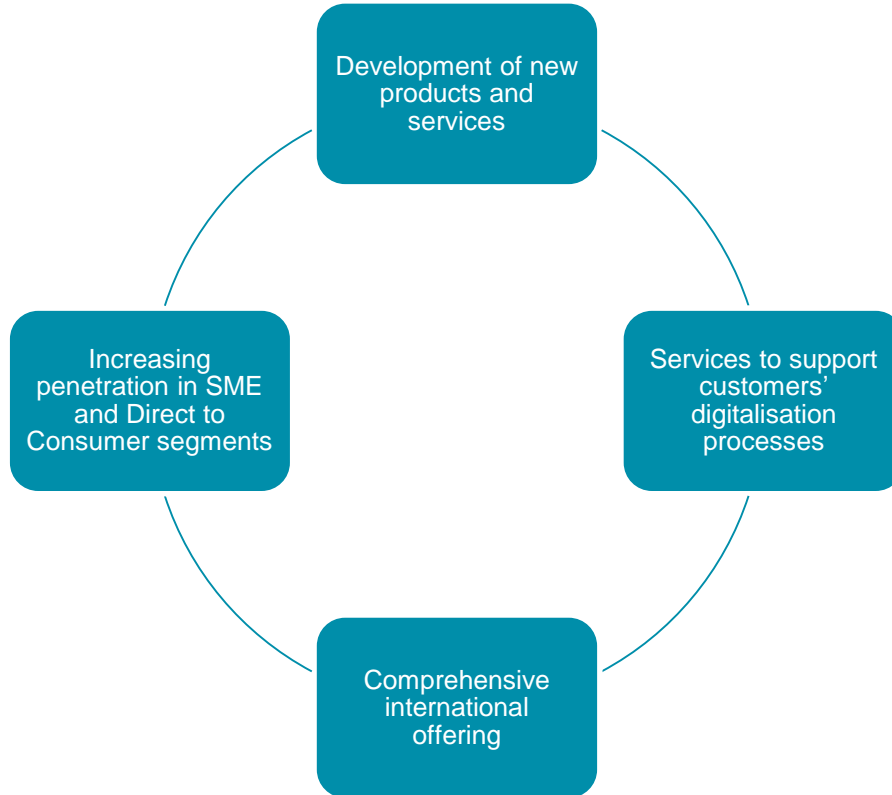 Development of new
products and
services
Increasing
penetration in SME
and Direct to
Consumer segments
Services to support
customers’
digitalisation
processes
Comprehensive
international
offering